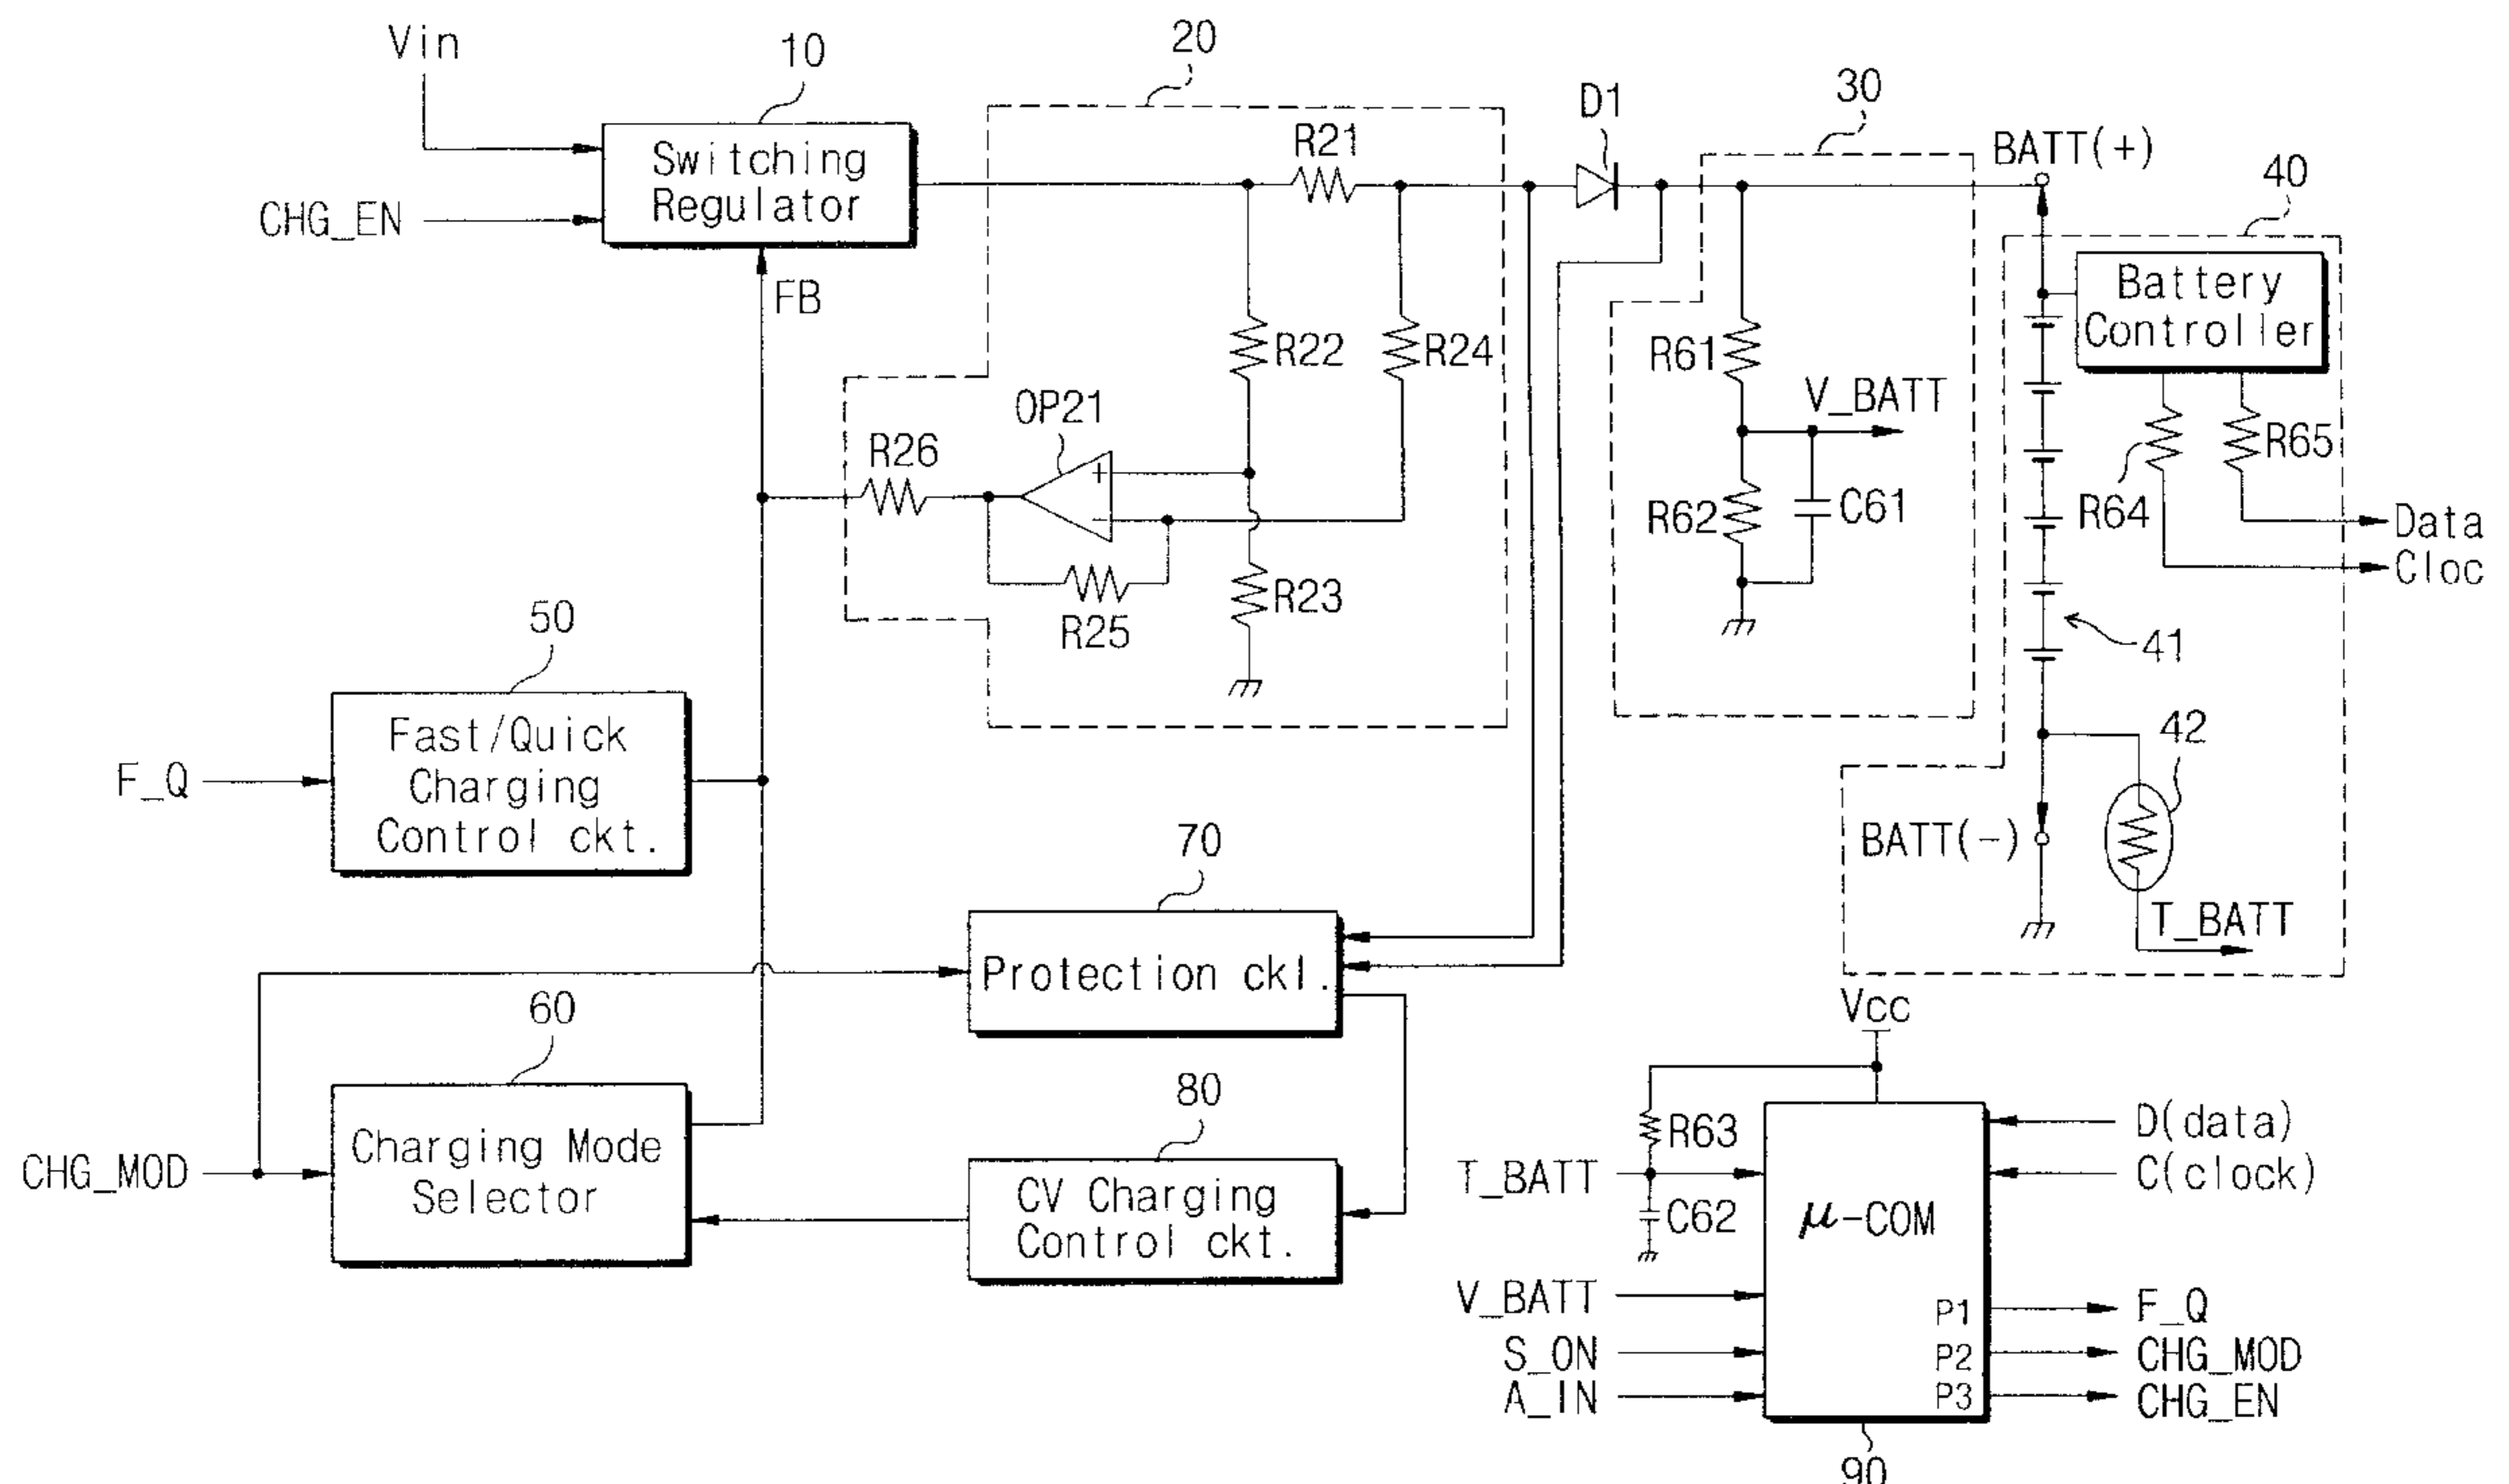 Vin
10
20
D1
30
BATT(+)
40
R21
Switching
Regulator
CHG_EN
FB
Battery
Controller
R22
R24
R61
V_BATT
OP21
R26
R65
R62
C61
R64
Data
Cloc
R23
R25
50
41
Fast/Quick
Charging
Control ckt.
F_Q
42
70
BATT(-)
T_BATT
Protection ckl.
60
Vcc
80
Charging Mode
Selector
CHG_MOD
CV Charging
Control ckt.
R63
T_BATT
C62
D(data)
C(clock)
μ-COM
V_BATT
S_ON
A_IN
P1
P2
P3
F_Q
CHG_MOD
CHG_EN
90